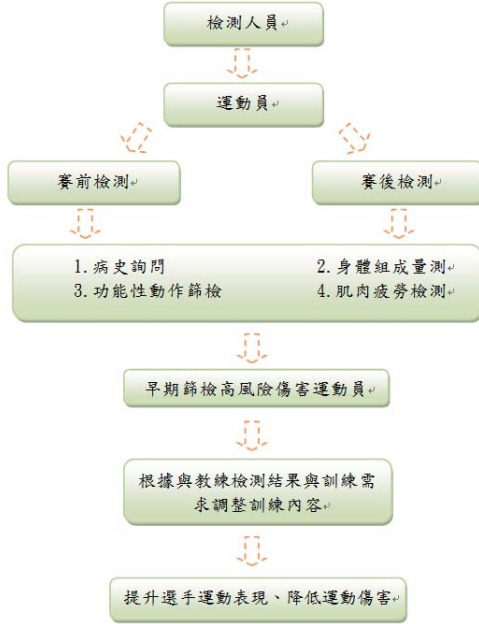 檢測人員
運動員
賽前檢測
賽後檢測
1.病史詢問 2.身體組成量測
3.功能性動作篩檢 4.肌肉疲勞檢測
早期篩檢高風險傷害運動員
根據與教練檢測結果與訓練需
求調整訓練內容
提升選手運動表現、降低運動傷害